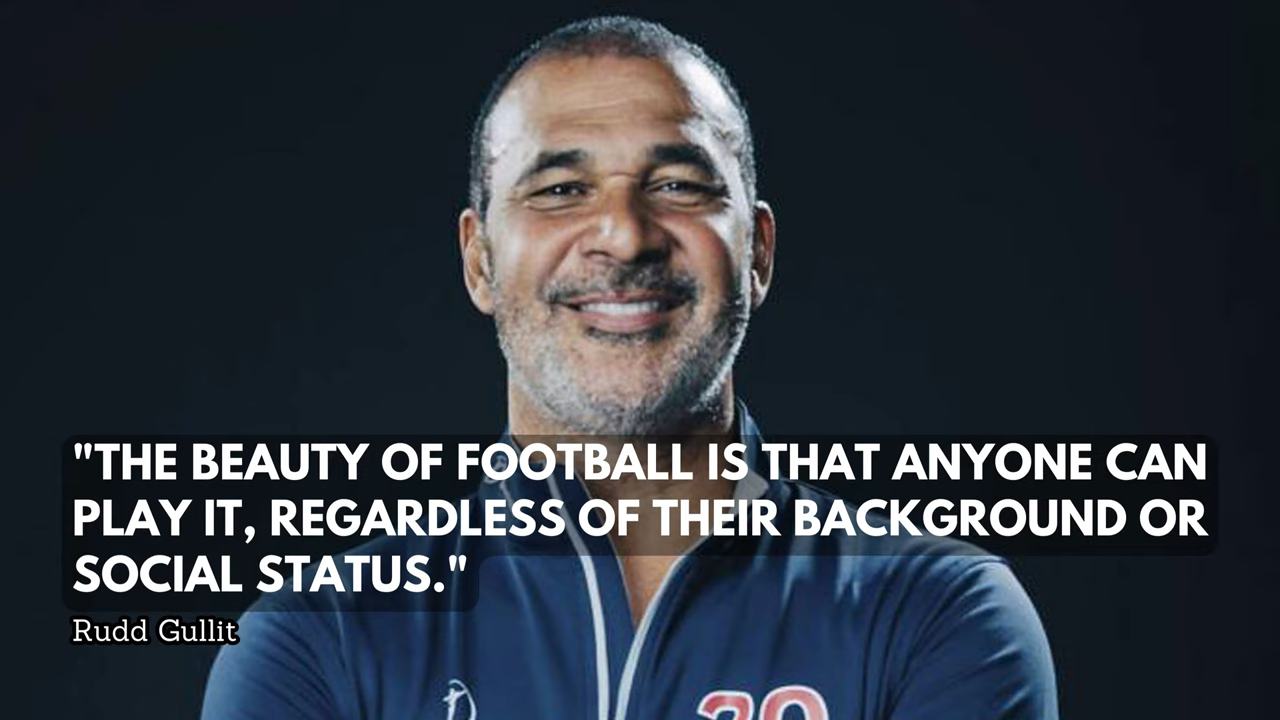 "THE BEAUTY OF FOOTBALL IS THAT ANYONE CAN
PLAY IT, REGARDLESS OF THEIR BACKGROUND OR
SOCIAL STATUS."
Rudd Gullit
20